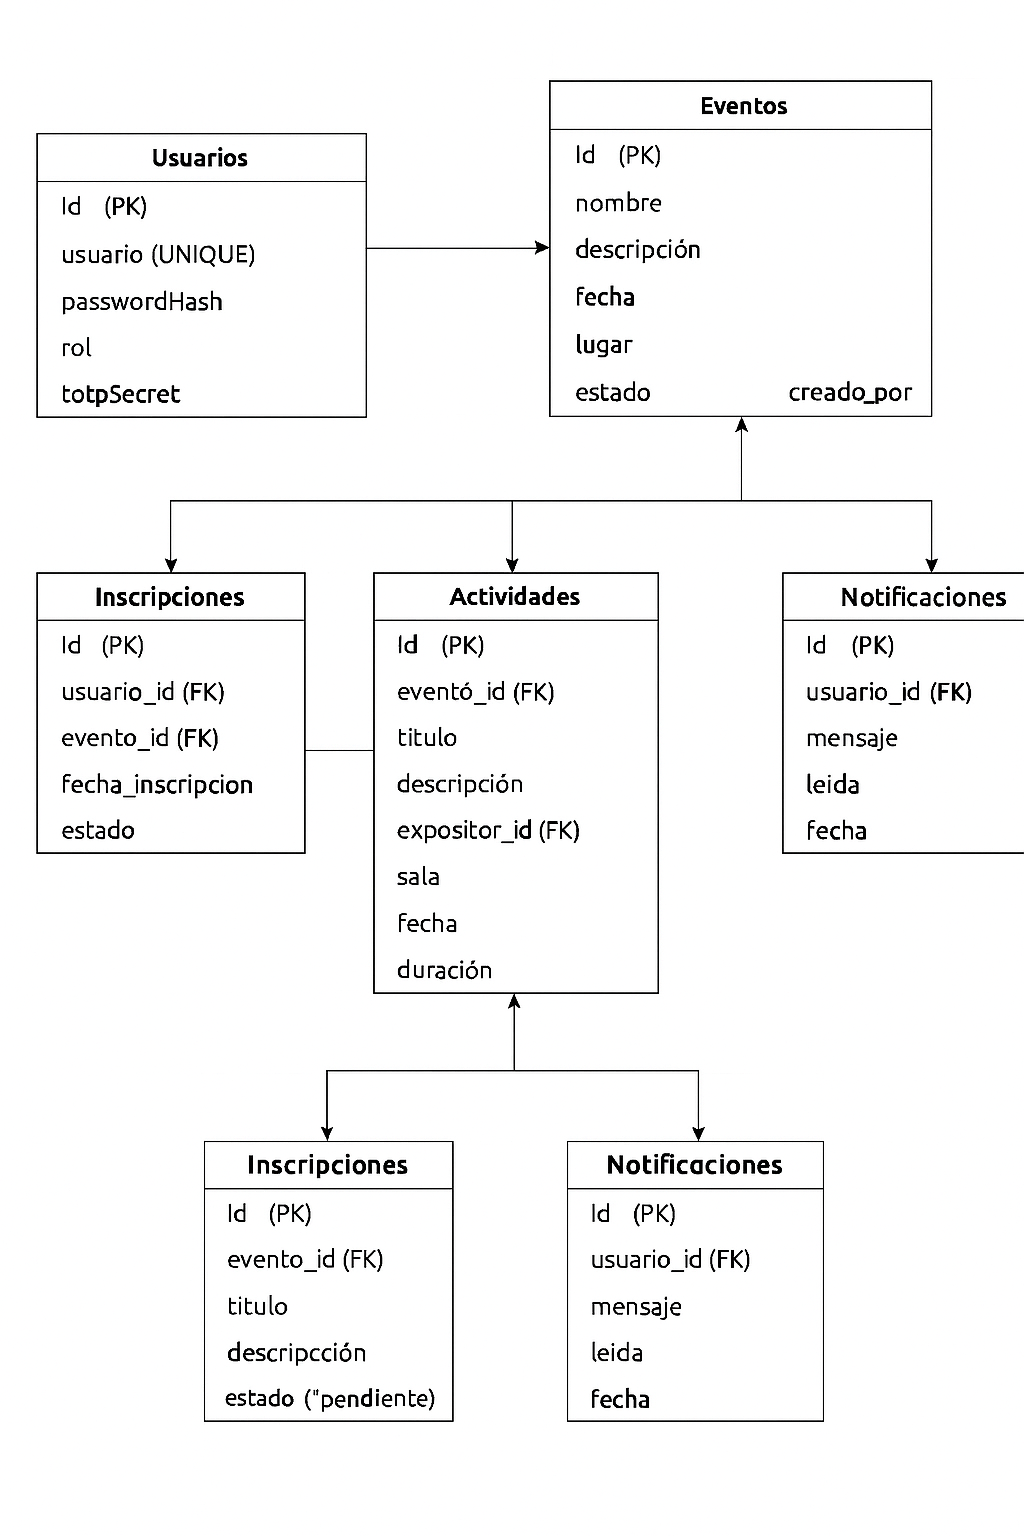 Usuarios
Id (PK)
usuario (UNIQUE)
passwordHash
rol
totpSecret
Eventos
Id (PK)
nombre
descripción
fecha
lugar
estado creado_por
Inscripciones
Id (PK)
usuario_id (FK)
evento_id (FK)
fecha_inscripcion
estado
Actividades
Id (PK)
eventó_id (FK)
titulo
descripción
expositor_id (FK)
sala
fecha
duración
Notificaciones
Id (PK)
usuario_id (FK)
mensaje
leida
fecha
Inscripciones
Id (PK)
evento_id (FK)
titulo
descripcción
estado ("pendiente)
Notificaciones
Id (PK)
usuario_id (FK)
mensaje
leida
fecha